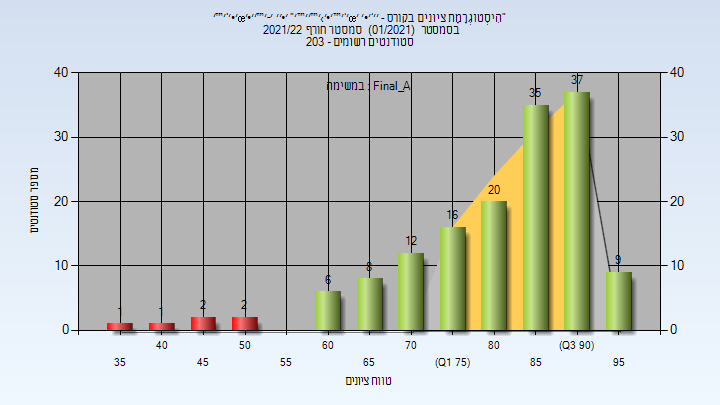 הִיסְטוֹגְרָמַת ציונים בקורס -
בסמסטר (01/2021) סמסטר חורף 2021/22
סטודנטים רשומים - 203
במשימה : Final_A
40 40
30 30
20 20
10 10
0 0
מספר סטודנטים
1 1 2 2 6 8 12 16 20 35 37 9
40 50 60 70 80 (Q3 90)
35 45 55 65 (Q1 75) 85 95
טווח ציונים